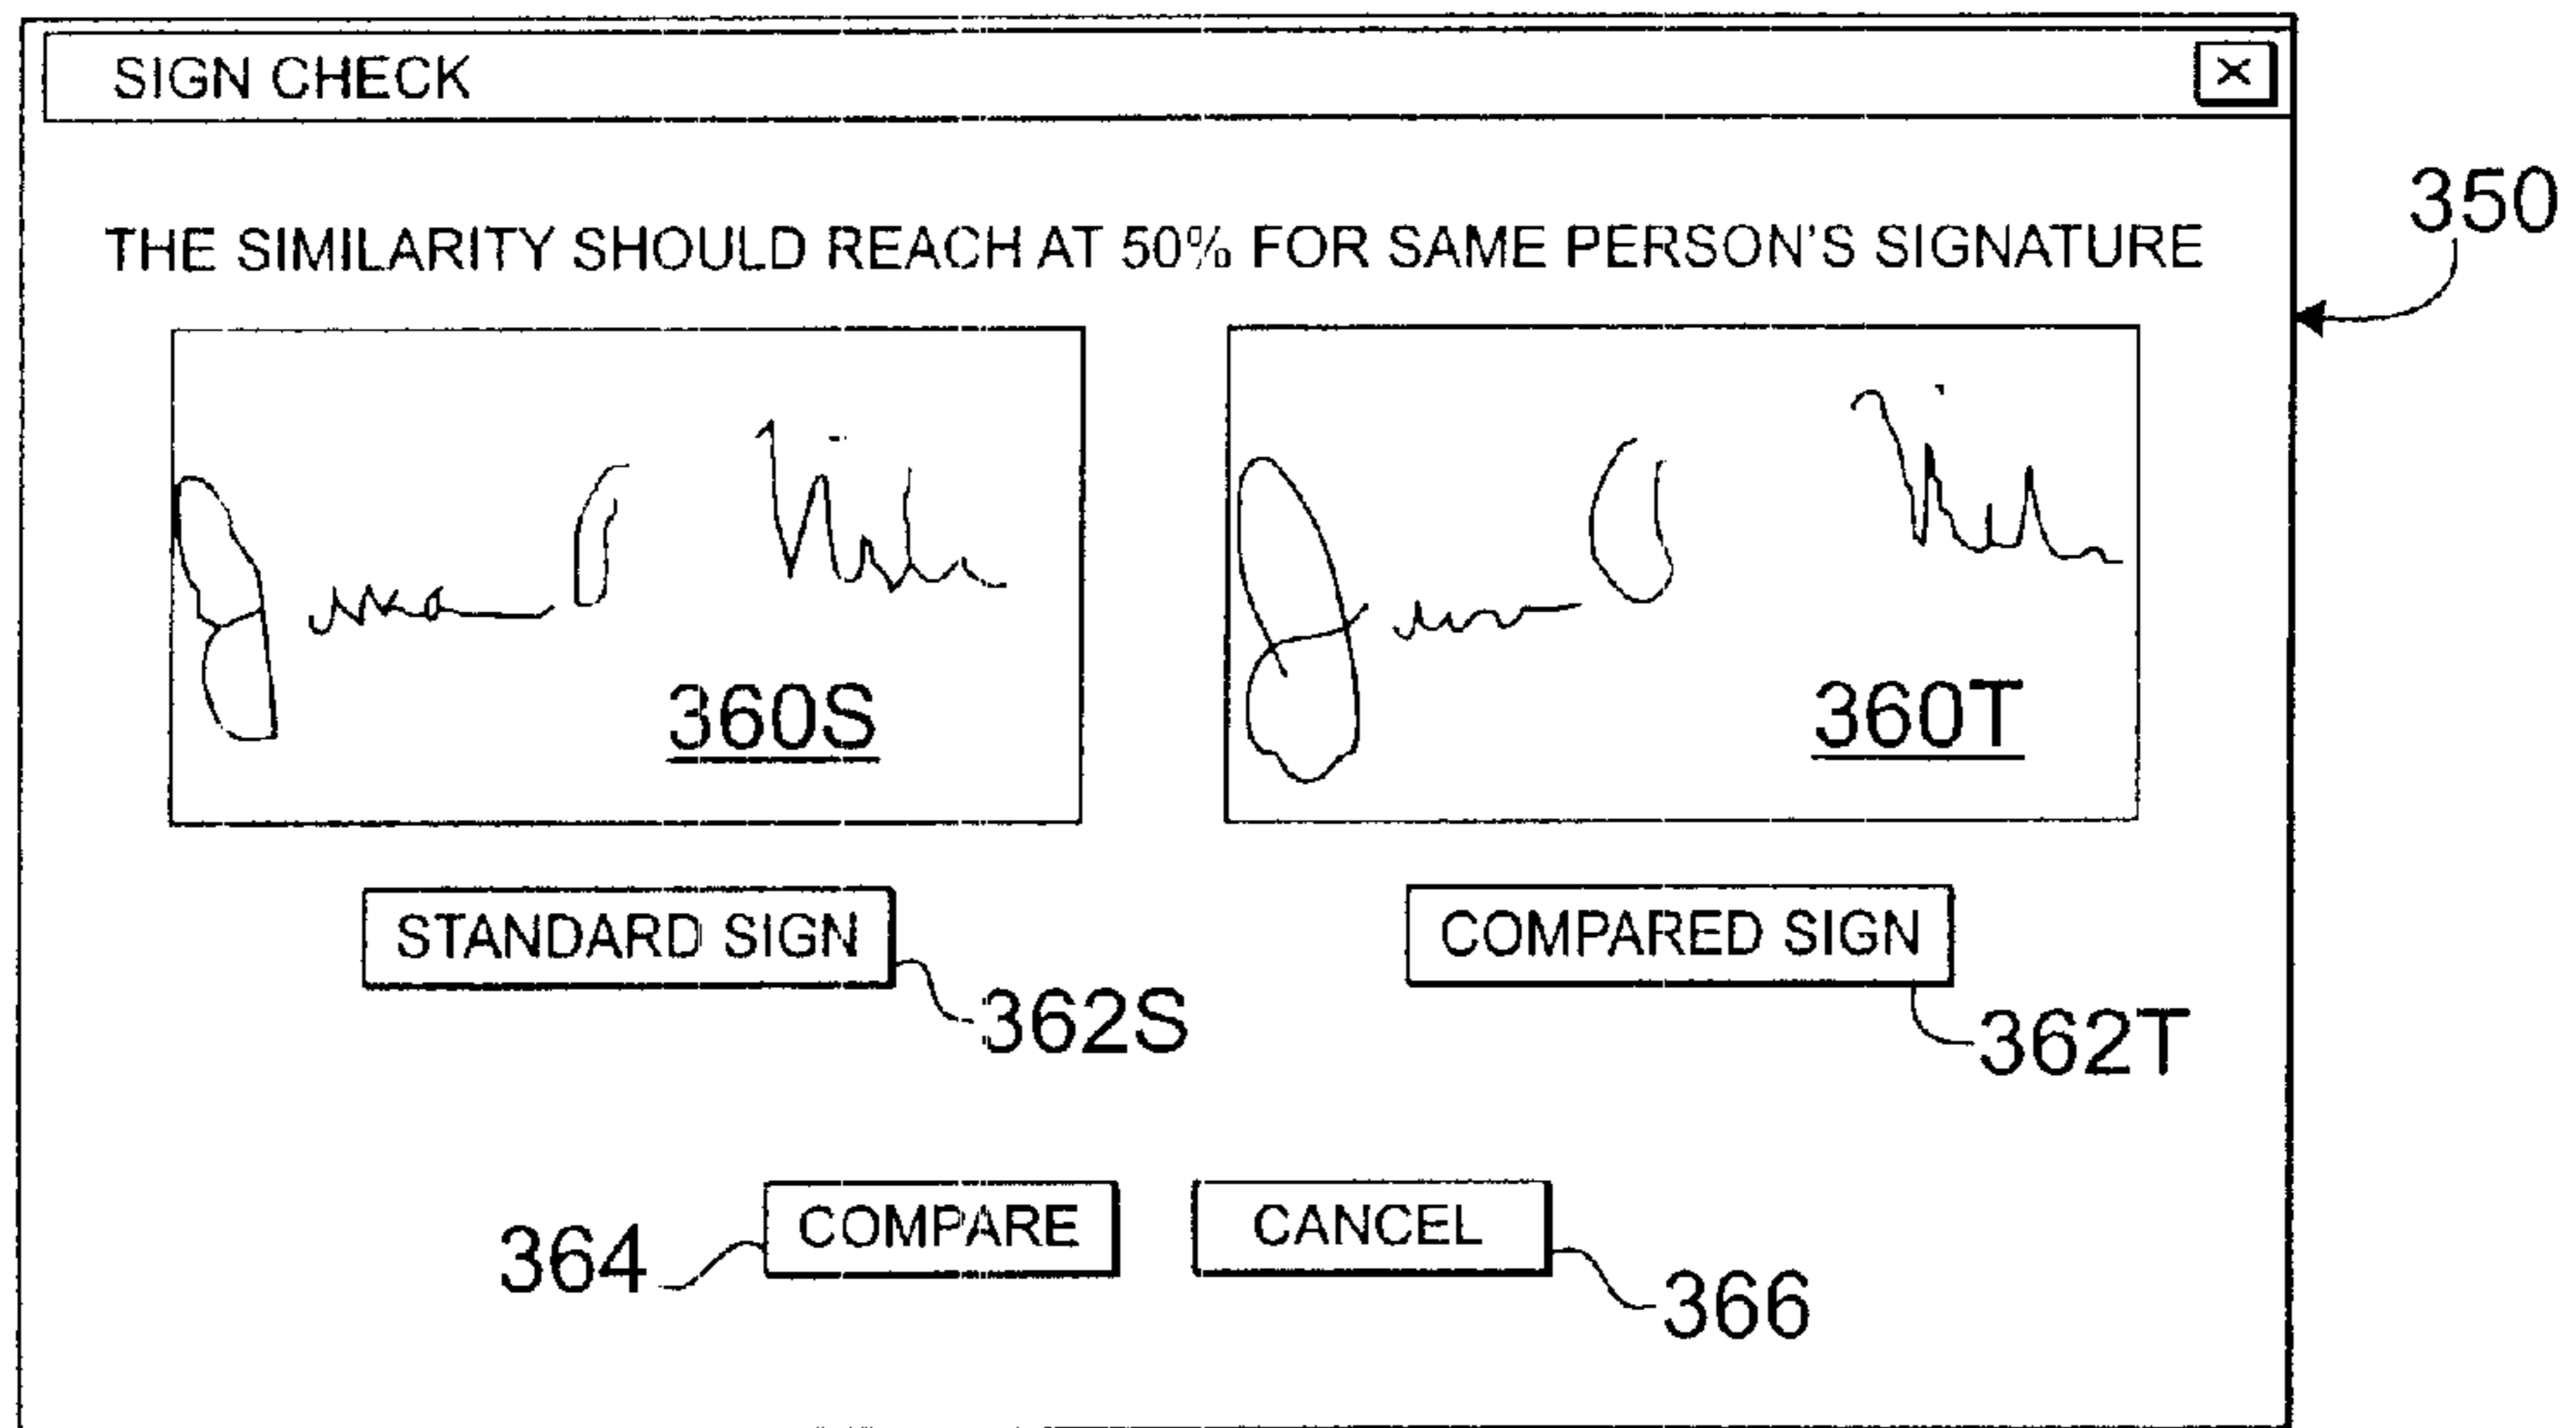 SIGN CHECK
×
350
THE SIMILARITY SHOULD REACH AT 50% FOR SAME PERSON'S SIGNATURE
360S
360T
STANDARD SIGN
COMPARED SIGN
362S
362T
364
COMPARE
CANCEL
366